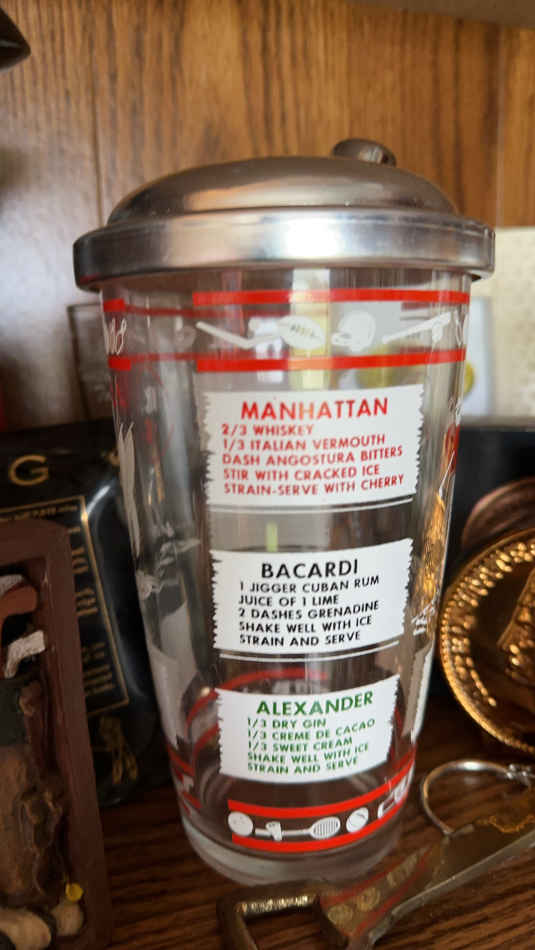 MANHATTAN
2/3 WHISKEY
1/3 ITALIAN VERMOUTH
DASH ANGOSTURA BITTERS
STIR WITH CRACKED ICE
STRAIN-SERVE WITH CHERRY
BACARDI
1 JIGGER CUBAN RUM
JUICE OF 1 LIME
2 DASHES GRENADINE
SHAKE WELL WITH ICE
STRAIN AND SERVE
ALEXANDER
1/3 DRY GIN
1/3 CREME DE CACAO
1/3 SWEET CREAM
SHAKE WELL WITH ICE
STRAIN AND SERVE
G